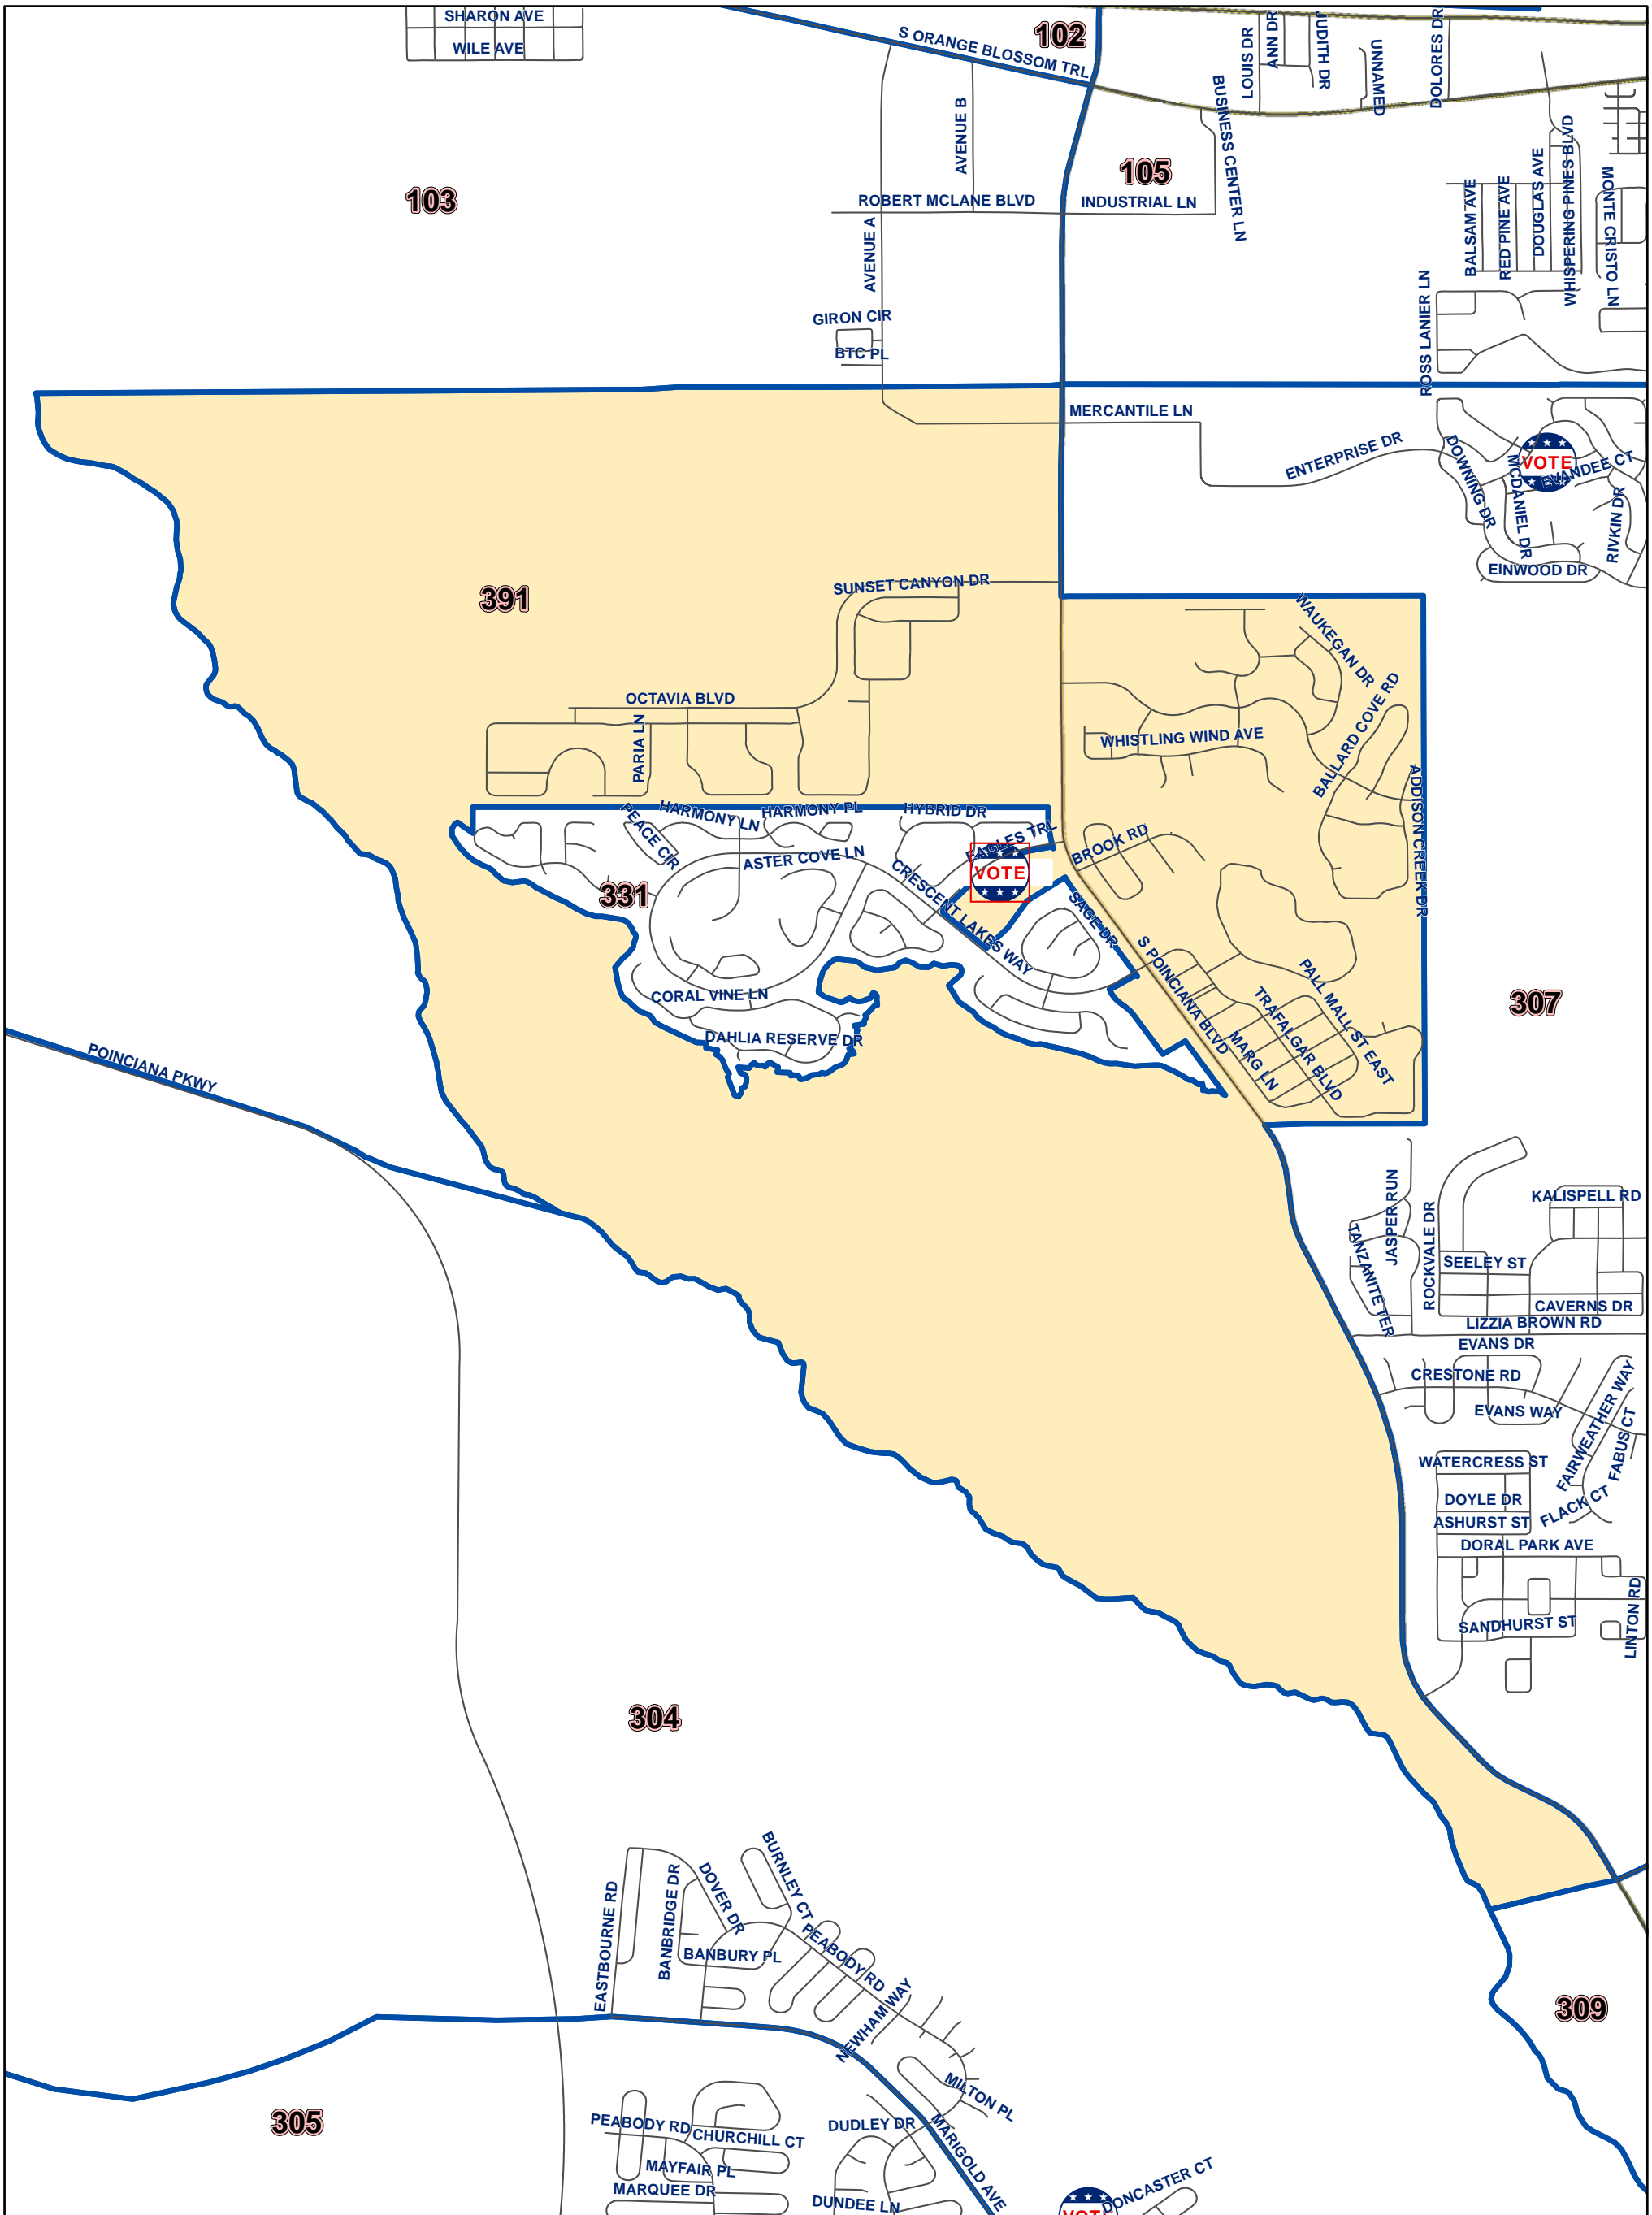 SHARON AVE
WILE AVE
S ORANGE BLOSSOM TRL
102
LOUIS DR
ANN DR
JUDITH DR
UNNAMED
DOLORES DR
AVENUE B
BUSINESS CENTER LN
105
103
ROBERT MCLANE BLVD
INDUSTRIAL LN
AVENUE A
BALSAM AVE
RED PINE AVE
DOUGLAS AVE
WHISPERING PINES BLVD
MONTE CRISTO LN
GIRON CIR
BTC PL
ROSS LANIER LN
MERCANTILE LN
ENTERPRISE DR
DOWNING DR
MCDANIEL DR
VOTE
EVANDEE CT
RIVKIN DR
EINWOOD DR
391
SUNSET CANYON DR
WAUKEGAN DR
OCTAVIA BLVD
PARIA LN
WHISTLING WIND AVE
BALLARD COVE RD
ADDISON CREEK DR
PEACE CIR
HARMONY LN
HARMONY PL
HYBRID DR
EAGLES TRL
BROOK RD
ASTER COVE LN
VOTE
331
CRESCENT LAKES WAY
SAGE DR
S POINCIANA BLVD
CORAL VINE LN
DAHLIA RESERVE DR
MARG LN
TRAFALGAR BLVD
PALL MALL ST EAST
307
POINCIANA PKWY
JASPER RUN
TANZANITE TER
ROCKVALE DR
KALISPELL RD
SEELEY ST
CAVERNS DR
LIZZIA BROWN RD
EVANS DR
CRESTONE RD
EVANS WAY
FAIRWEATHER WAY
FABUS CT
WATERCRESS ST
DOYLE DR
ASHURST ST
FLACK CT
DORAL PARK AVE
LINTON RD
SANDHURST ST
304
EASTBOURNE RD
BANBRIDGE DR
DOVER DR
BURNLEY CT
BANBURY PL
PEABODY RD
NEWHAM WAY
309
MILTON PL
305
PEABODY RD
CHURCHILL CT
DUDLEY DR
MARIGOLD AVE
MAYFAIR PL
MARQUEE DR
DUNDEE LN
DONCASTER CT
VOTE